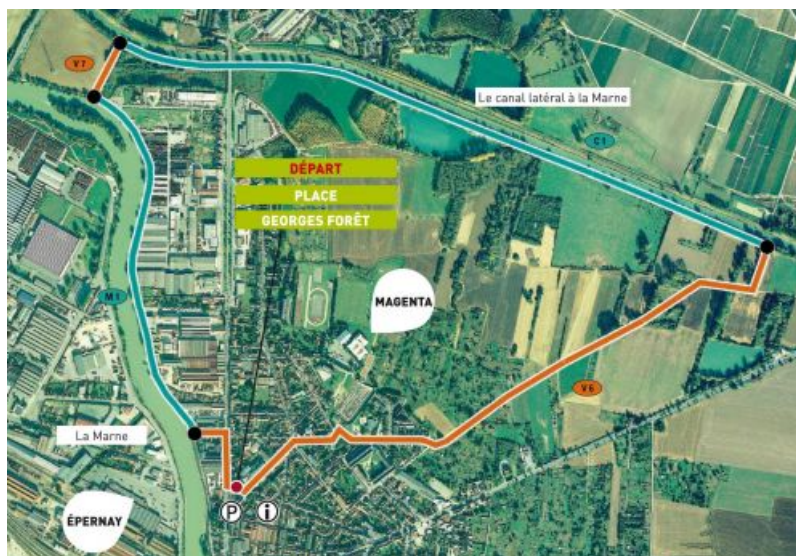 V7
Le canal latéral à la Marne
C1
DÉPART
PLACE
GEORGES FORÊT
M1
MAGENTA
V6
La Marne
P
i
ÉPERNAY